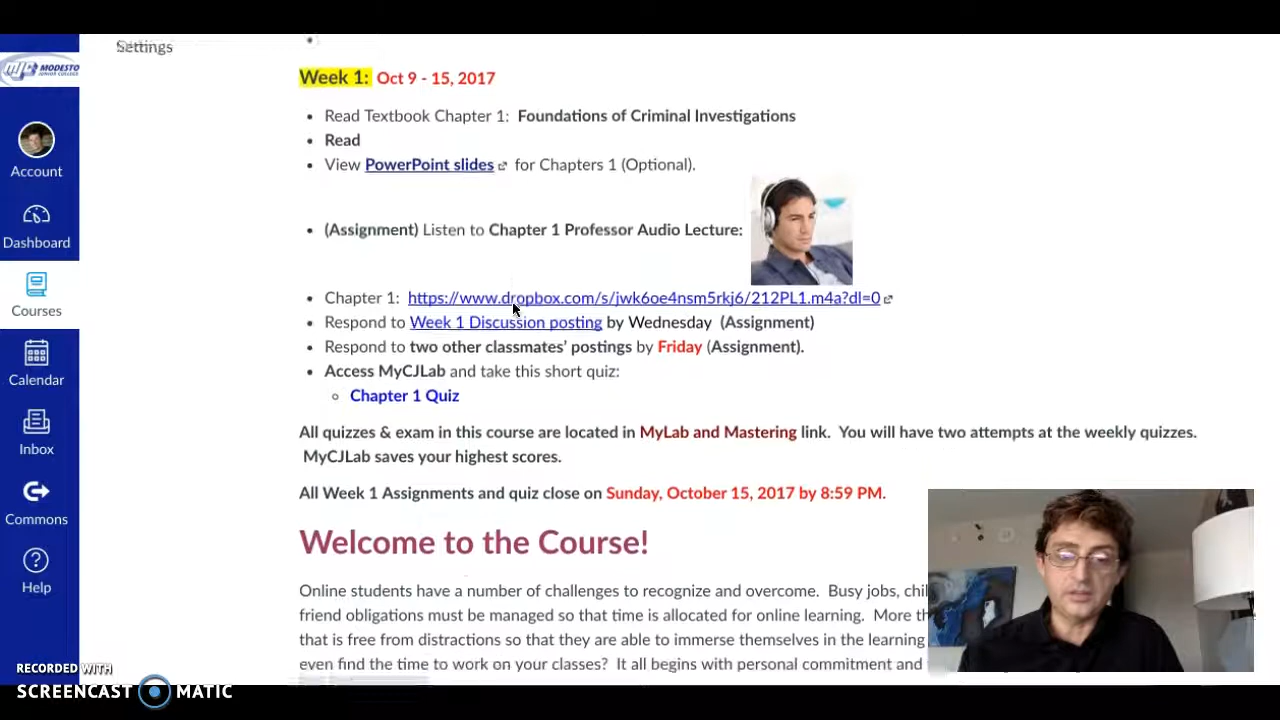 Settings
MODESTO
JUNIOR COLLEGE
Account
Dashboard
Courses
Calendar
Inbox
Commons
Help
Week 1: Oct 9 - 15, 2017
• Read Textbook Chapter 1: Foundations of Criminal Investigations
• Read
• View PowerPoint slides for Chapters 1 (Optional).
• (Assignment) Listen to Chapter 1 Professor Audio Lecture:
• Chapter 1: https://www.dropbox.com/s/jwk6oe4nsm5rkj6/212PL1.m4a?dl=0
• Respond to Week 1 Discussion posting by Wednesday (Assignment)
• Respond to two other classmates' postings by Friday (Assignment).
• Access MyCJLab and take this short quiz:
◦ Chapter 1 Quiz
All quizzes & exam in this course are located in MyLab and Mastering link. You will have two attempts at the weekly quizzes.
MyCJLab saves your highest scores.
All Week 1 Assignments and quiz close on Sunday, October 15, 2017 by 8:59 PM.
Welcome to the Course!
Online students have a number of challenges to recognize and overcome. Busy jobs, chil
friend obligations must be managed so that time is allocated for online learning. More th
that is free from distractions so that they are able to immerse themselves in the learning
even find the time to work on your classes? It all begins with personal commitment and
RECORDED WITH
SCREENCAST MATIC